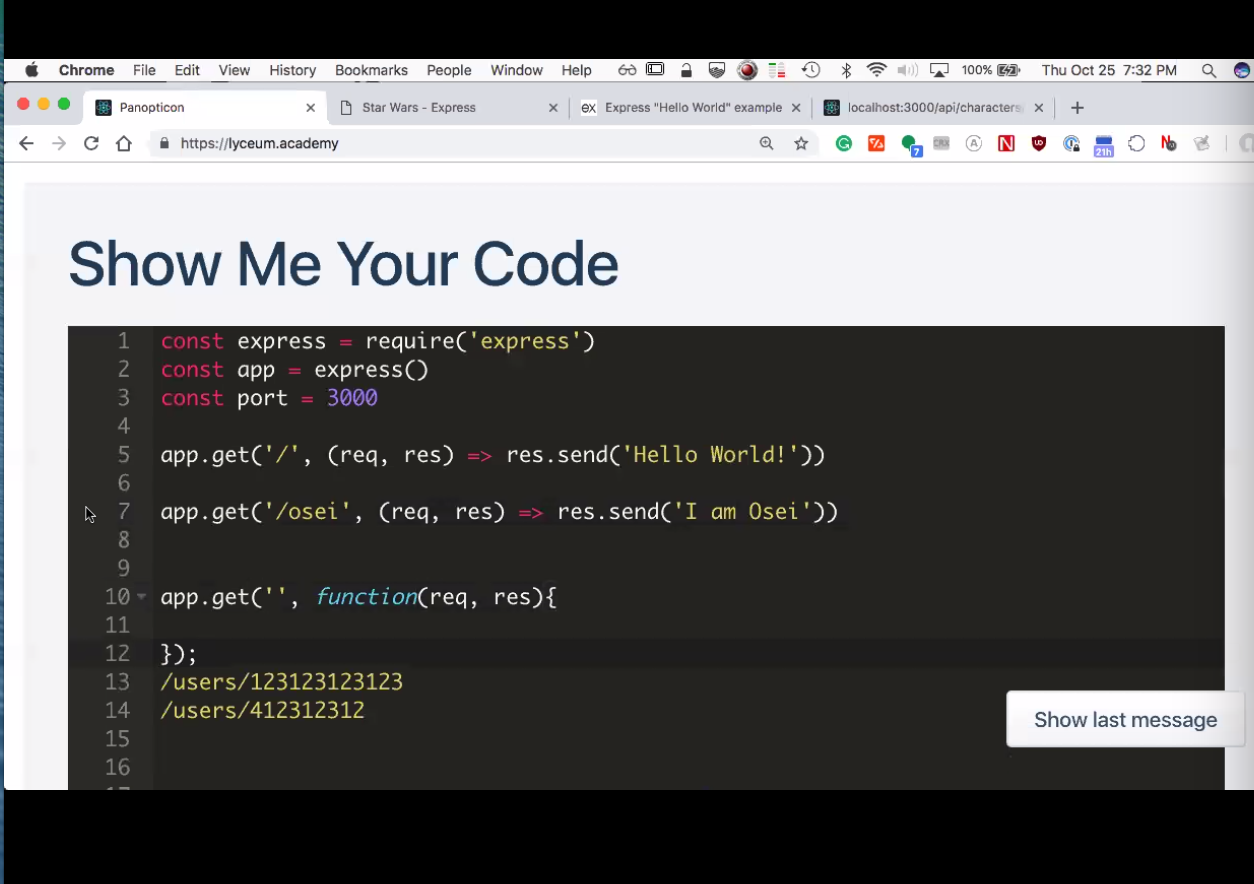 Chrome File Edit View History Bookmarks People Window Help 100% Thu Oct 25 7:32 PM
Panopticon Star Wars - Express Express "Hello World" example localhost:3000/api/characters
https://lyceum.academy
7
21h
Show Me Your Code
1 const express = require('express')
2 const app = express()
3 const port = 3000
4
5 app.get('/', (req, res) => res.send('Hello World!'))
6
7 app.get('/osei', (req, res) => res.send('I am Osei'))
8
9
10 app.get('', function(req, res){
11
12 });
13 /users/123123123123
14 /users/412312312
15
16
Show last message